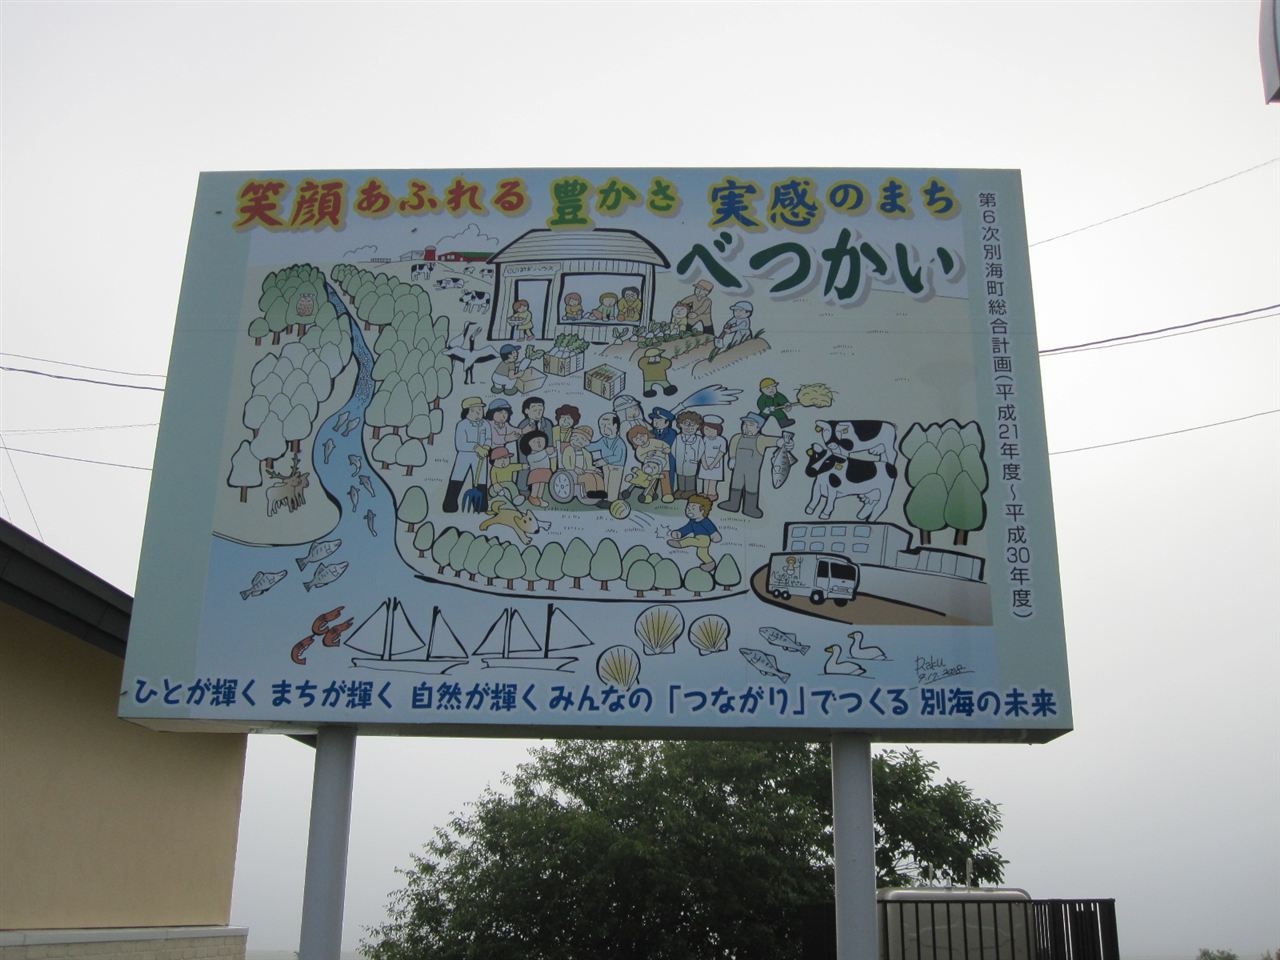 笑顔あふれる 豊かさ 実感のまち
べつかい
第6次別海町総合計画(平成21年度～平成30年度)
Raku
ひとが輝く まちが輝く 自然が輝く みんなの「つながり」でつくる 別海の未来